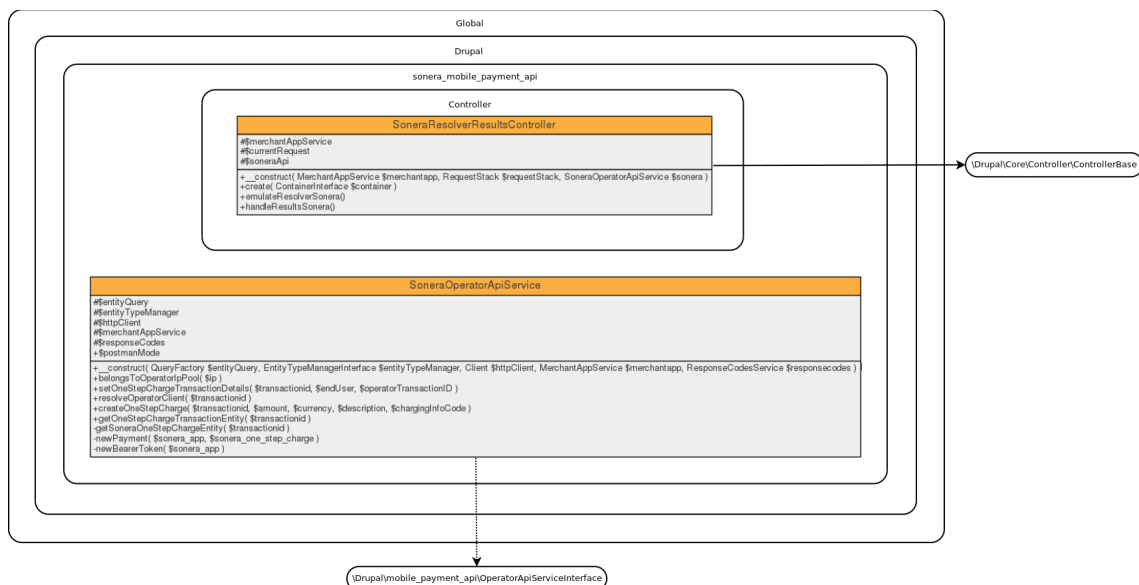 Global
Drupal
sonera_mobile_payment_api
Controller
SoneraResolverResultsController
#$merchantAppService
#$currentRequest
#$soneraApi
+__construct( MerchantAppService $merchantapp, RequestStack $requestStack, SoneraOperatorApiService $sonera )
+create( ContainerInterface $container )
+emulateResolverSonera()
+handleResultsSonera()
\Drupal\Core\Controller\ControllerBase
SoneraOperatorApiService
#$entityQuery
#$entityTypeManager
#$httpClient
#$merchantAppService
#$responseCodes
+$postmanMode
+__construct( QueryFactory $entityQuery, EntityTypeManagerInterface $entityTypeManager, Client $httpClient, MerchantAppService $merchantapp, ResponseCodesService $responsecodes )
+belongsToOperatorIpPool( $ip )
+setOneStepChargeTransactionDetails( $transactionid, $endUser, $operatorTransactionID )
+resolveOperatorClient( $transactionid )
+createOneStepCharge( $transactionid, $amount, $currency, $description, $chargingInfoCode )
+getOneStepChargeTransactionEntity( $transactionid )
-getSoneraOneStepChargeEntity( $transactionid )
-newPayment( $sonera_app, $sonera_one_step_charge )
-newBearerToken( $sonera_app )
\Drupal\mobile_payment_api\OperatorApiServiceInterface